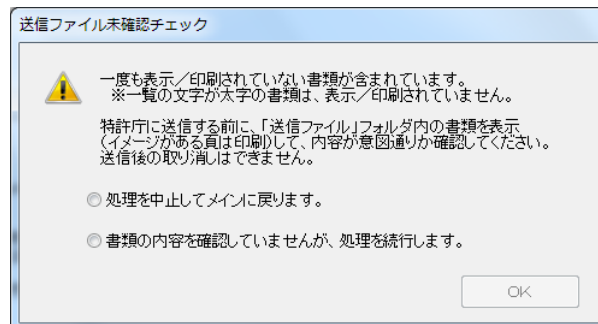 送信ファイル未確認チェック
一度も表示／印刷されていない書類が含まれています。
※一覧の文字が太字の書類は、表示／印刷されていません。
特許庁に送信する前に、「送信ファイル」フォルダ内の書類を表示
（イメージがある頁は印刷）して、内容が意図通りか確認してください。
送信後の取り消しはできません。
処理を中止してメインに戻ります。
書類の内容を確認していませんが、処理を続行します。
OK